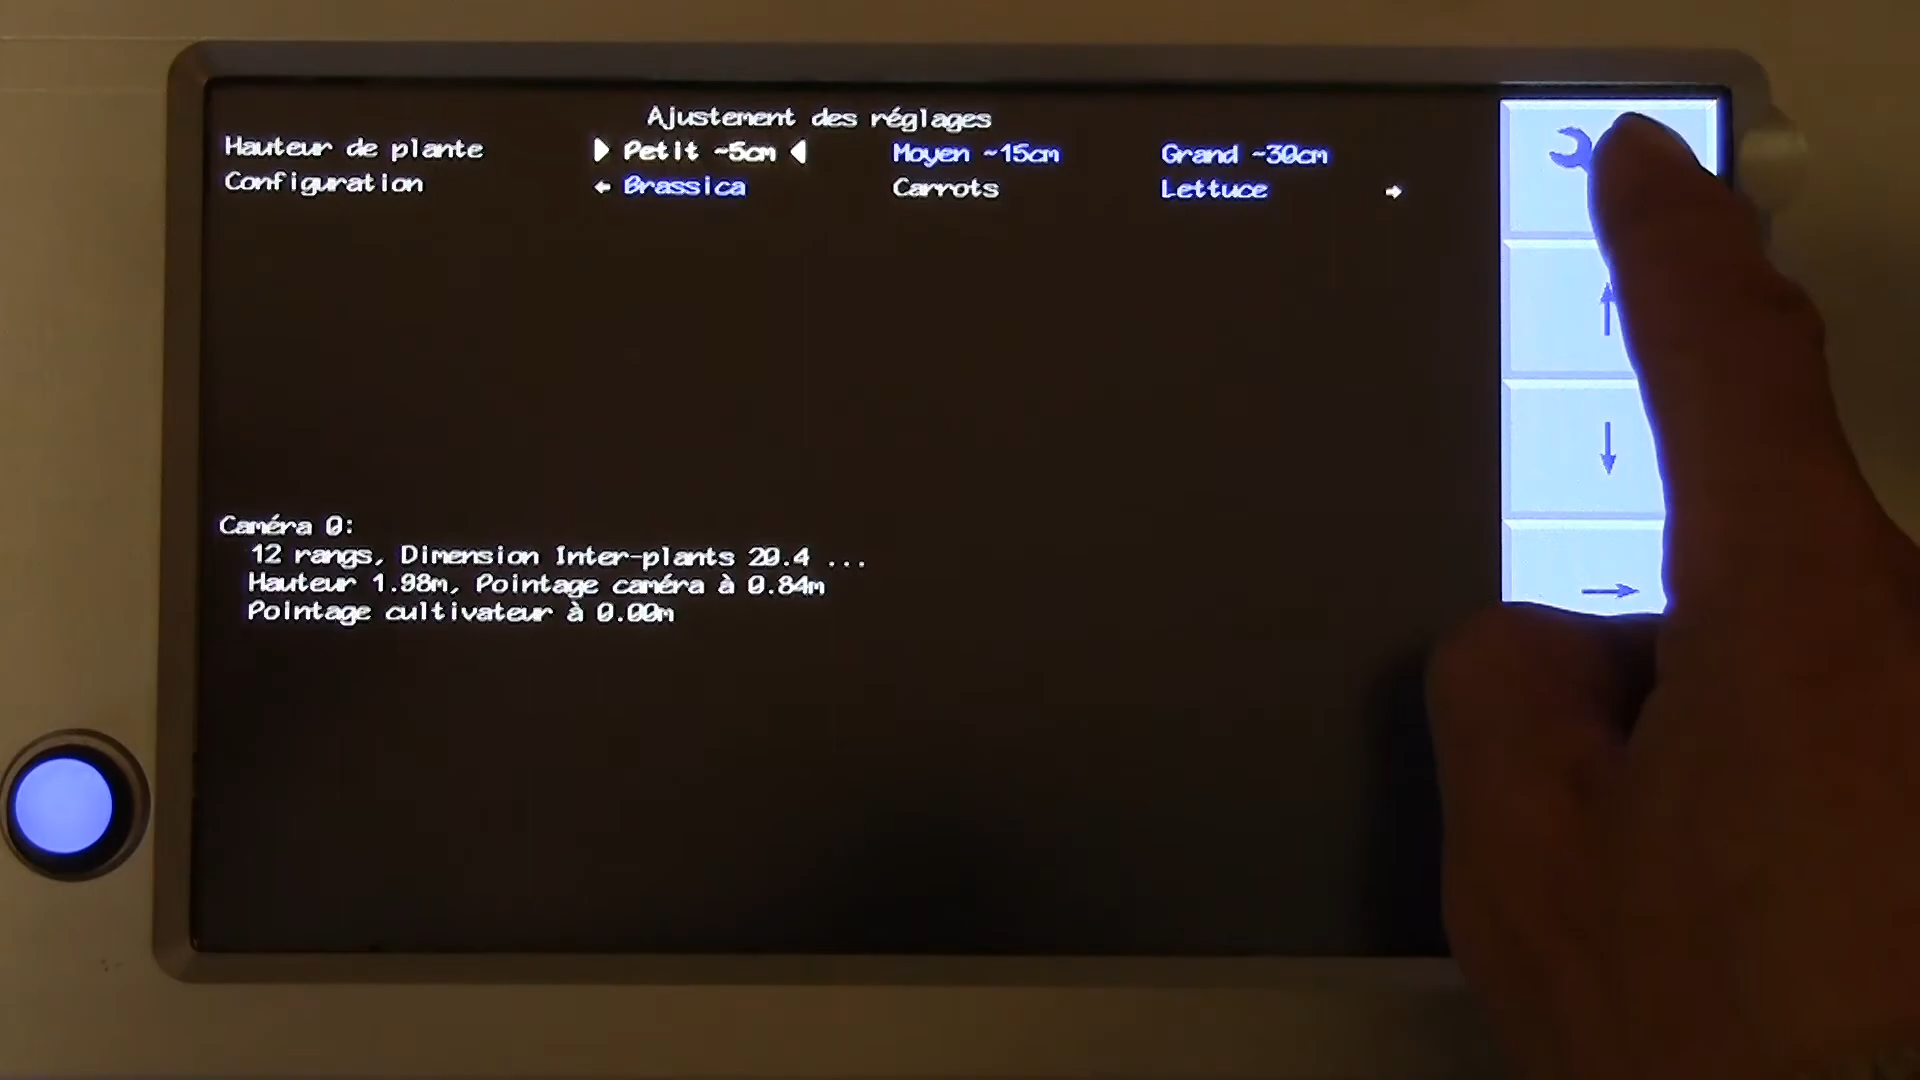 Ajustement des réglages
Hauteur de plante Petit ~5cm Moyen ~15cm Grand ~30cm
Configuration Brassica Carrots Lettuce
Caméra 0:
12 rangs, Dimension Inter-plants 20.4 ...
Hauteur 1.98m, Pointage caméra à 0.84m
Pointage cultivateur à 0.00m